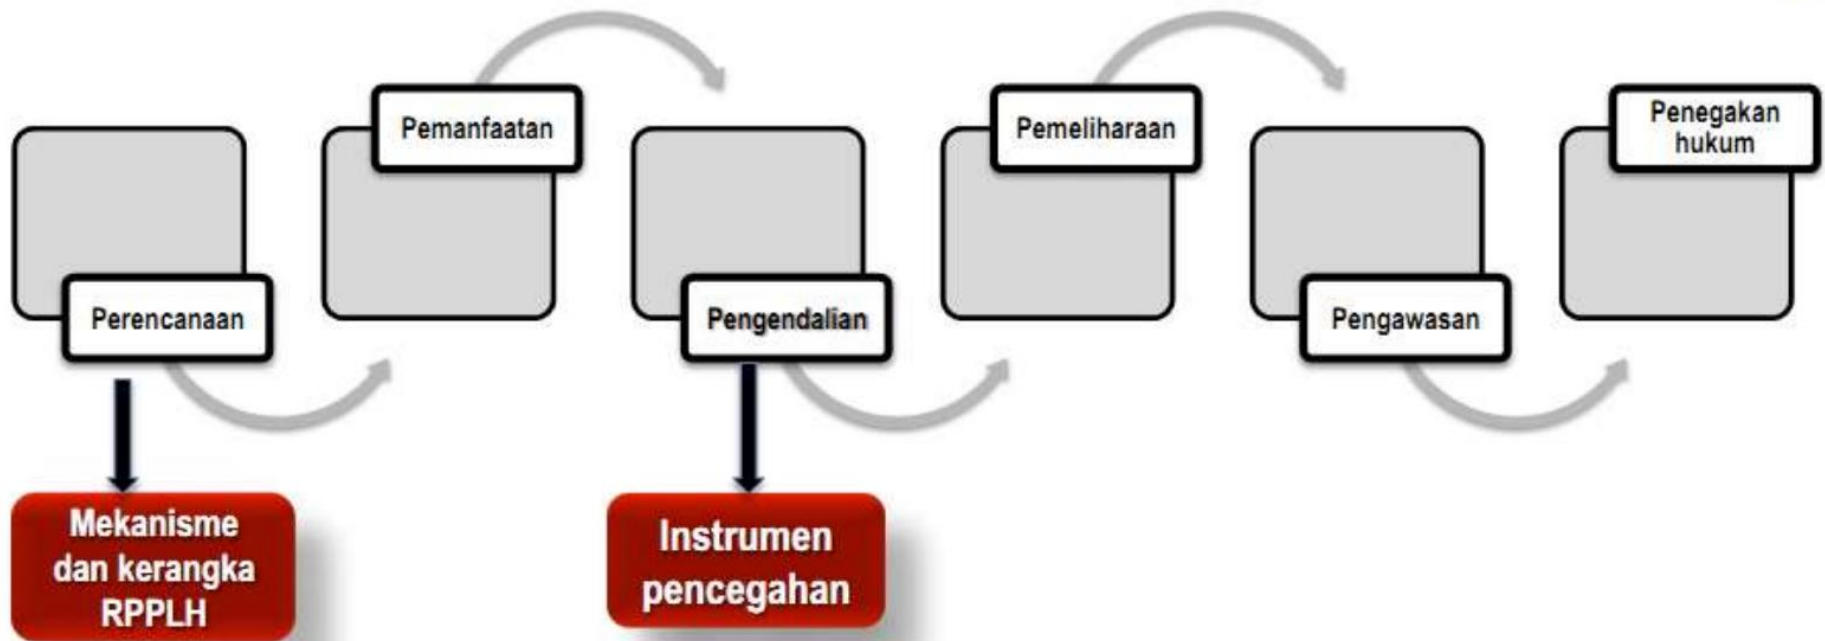 Perencanaan
Pemanfaatan
Pengendalian
Pemeliharaan
Pengawasan
Penegakan
hukum
Mekanisme
dan kerangka
RPPLH
Instrumen
pencegahan